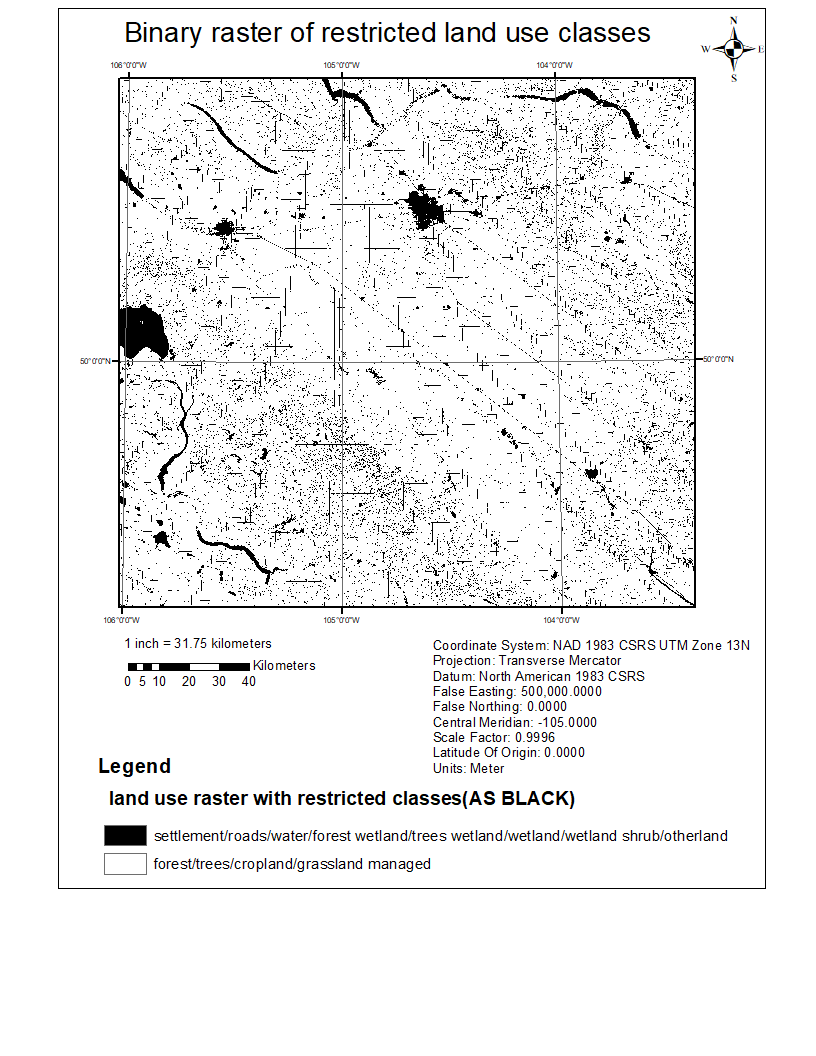 Binary raster of restricted land use classes
N
W E
S
106°0'0"W 105°0'0"W 104°0'0"W
50°0'0"N 50°0'0"N
106°0'0"W 105°0'0"W 104°0'0"W
1 inch = 31.75 kilometers
Kilometers
0 5 10 20 30 40
Coordinate System: NAD 1983 CSRS UTM Zone 13N
Projection: Transverse Mercator
Datum: North American 1983 CSRS
False Easting: 500,000.0000
False Northing: 0.0000
Central Meridian: -105.0000
Scale Factor: 0.9996
Latitude Of Origin: 0.0000
Units: Meter
Legend
land use raster with restricted classes(AS BLACK)
settlement/roads/water/forest wetland/trees wetland/wetland/wetland shrub/otherland
forest/trees/cropland/grassland managed